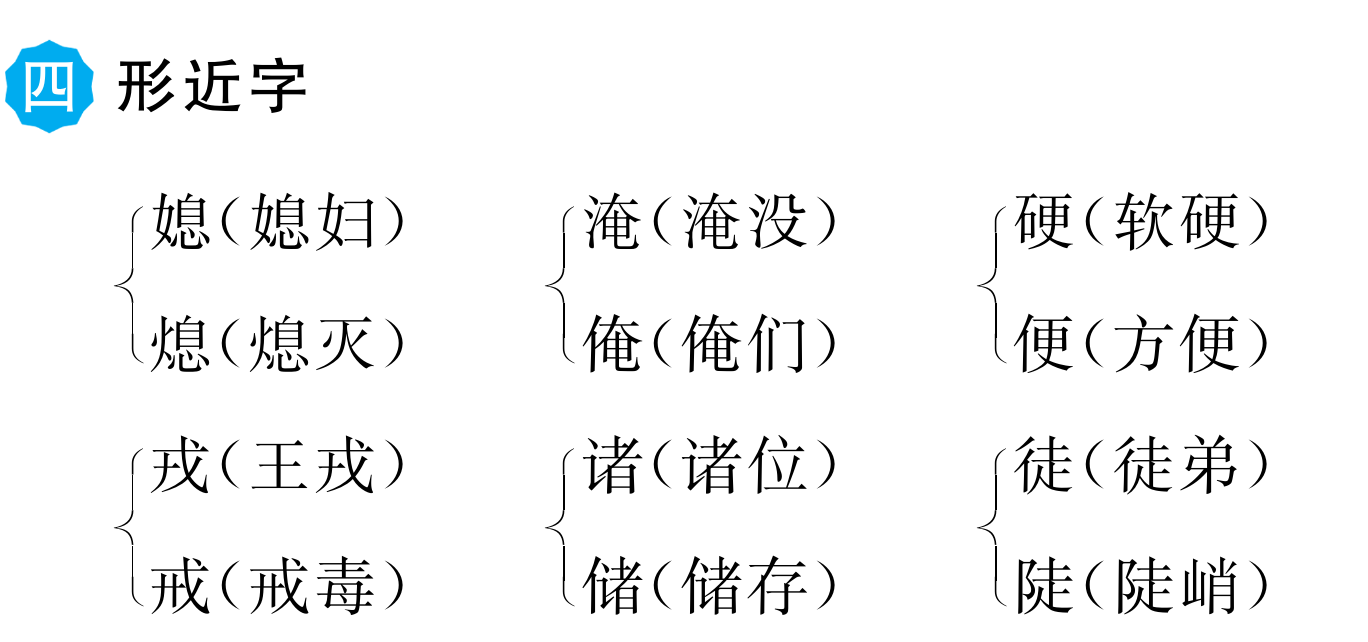 四 形近字
媳(媳妇) 淹(淹没) 硬(软硬)
熄(熄灭) 俺(俺们) 便(方便)
戎(王戎) 诸(诸位) 徒(徒弟)
戒(戒毒) 储(储存) 陡(陡峭)